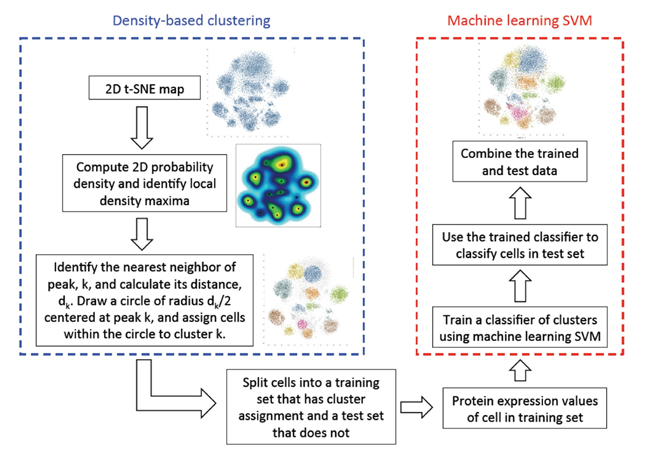 Density-based clustering
2D t-SNE map
Compute 2D probability
density and identify local
density maxima
Identify the nearest neighbor of
peak, k, and calculate its distance,
dk. Draw a circle of radius dk/2
centered at peak k, and assign cells
within the circle to cluster k.
Split cells into a training
set that has cluster
assignment and a test set
that does not
Protein expression values
of cell in training set
Machine learning SVM
Train a classifier of clusters
using machine learning SVM
Use the trained classifier to
classify cells in test set
Combine the trained
and test data